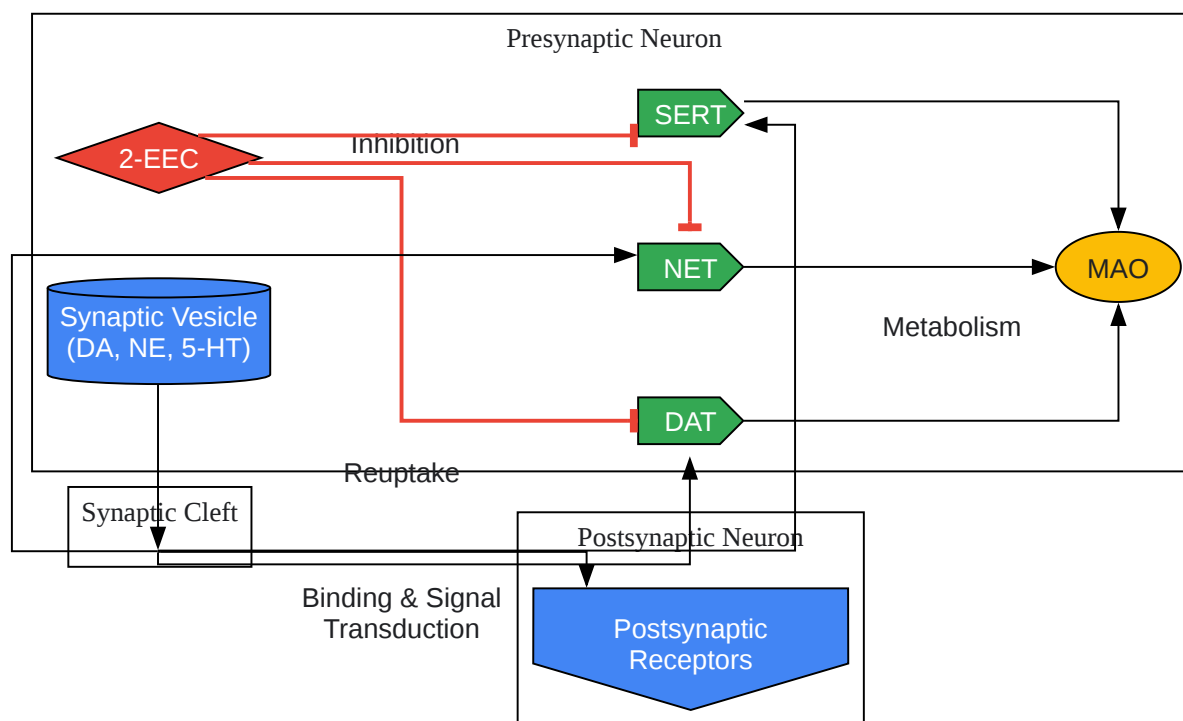 Presynaptic Neuron
SERT
Inhibition
2-EEC
NET
MAO
Synaptic Vesicle
(DA, NE, 5-HT)
Metabolism
DAT
Reuptake
Synaptic Cleft
Postsynaptic Neuron
Binding & Signal
Transduction
Postsynaptic
Receptors